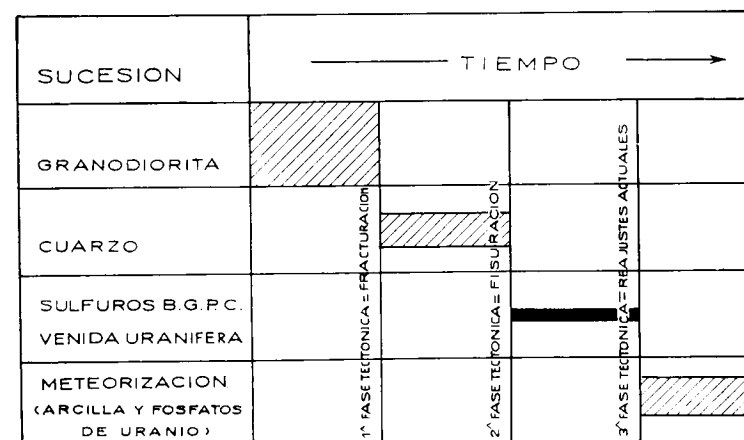 SUCESION
TIEMPO
GRANODIORITA
CUARZO
SULFUROS B.G.P.C.
VENIDA URANIFERA
METEORIZACION
(ARCILLA Y FOSFATOS
DE URANIO)
1ª FASE TECTONICA = FRACTURACION
2ª FASE TECTONICA = FISURACION
3ª FASE TECTONICA = REAJUSTES ACTUALES